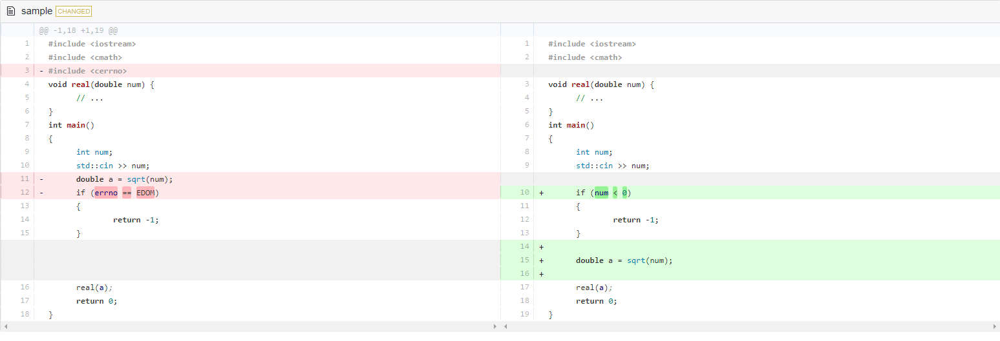 sample CHANGED
@@ -1,18 +1,19 @@
1 #include <iostream>
2 #include <cmath>
3 - #include <cerrno>
4 void real(double num) {
5 // ...
6 }
7 int main()
8 {
9 int num;
10 std::cin >> num;
11 - double a = sqrt(num);
12 - if (errno == EDOM)
13 {
14 return -1;
15 }
16 real(a);
17 return 0;
18 }
1 #include <iostream>
2 #include <cmath>
3 void real(double num) {
4 // ...
5 }
6 int main()
7 {
8 int num;
9 std::cin >> num;
10 + if (num < 0)
11 {
12 return -1;
13 }
14 +
15 + double a = sqrt(num);
16 +
17 real(a);
18 return 0;
19 }